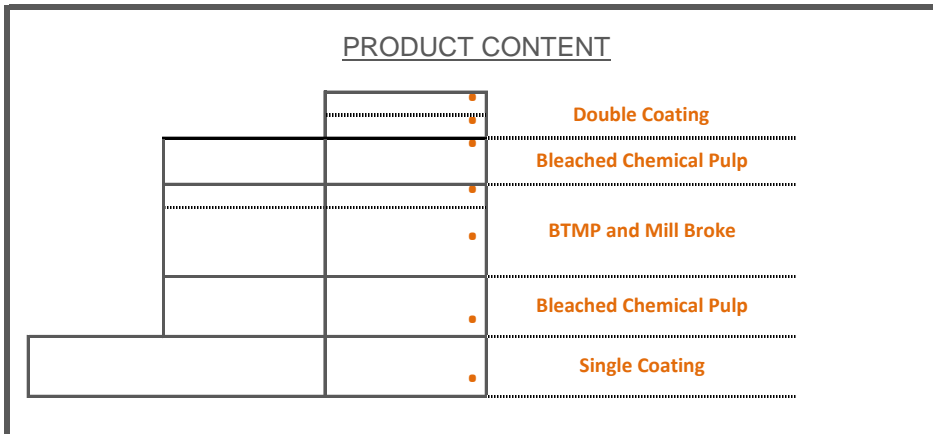 PRODUCT CONTENT
Double Coating
Bleached Chemical Pulp
BTMP and Mill Broke
Bleached Chemical Pulp
Single Coating